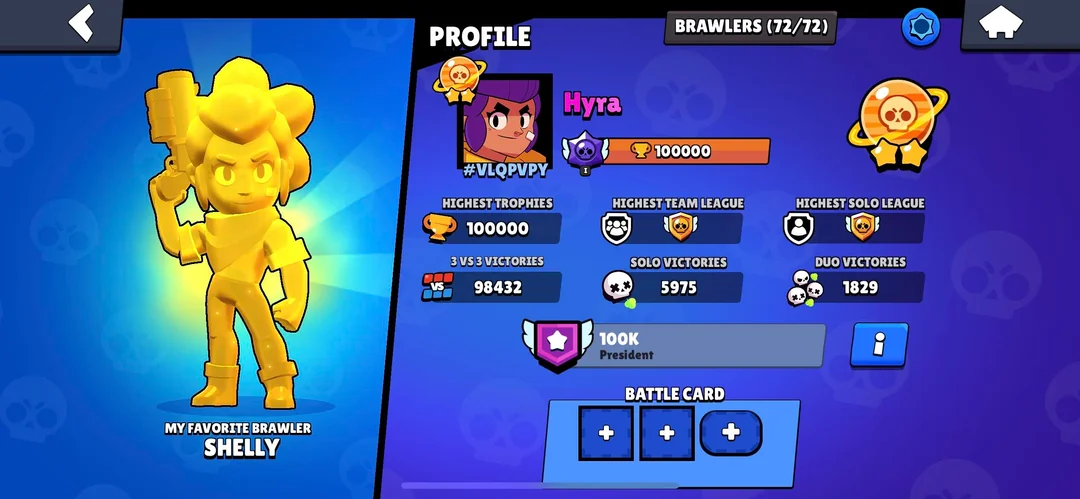 PROFILE
BRAWLERS (72/72)
Hyra
100000
#VLQPVPY
I
HIGHEST TROPHIES
HIGHEST TEAM LEAGUE
HIGHEST SOLO LEAGUE
100000
3 VS 3 VICTORIES
SOLO VICTORIES
DUO VICTORIES
VS
98432
5975
1829
100K
President
i
BATTLE CARD
+
+
+
MY FAVORITE BRAWLER
SHELLY